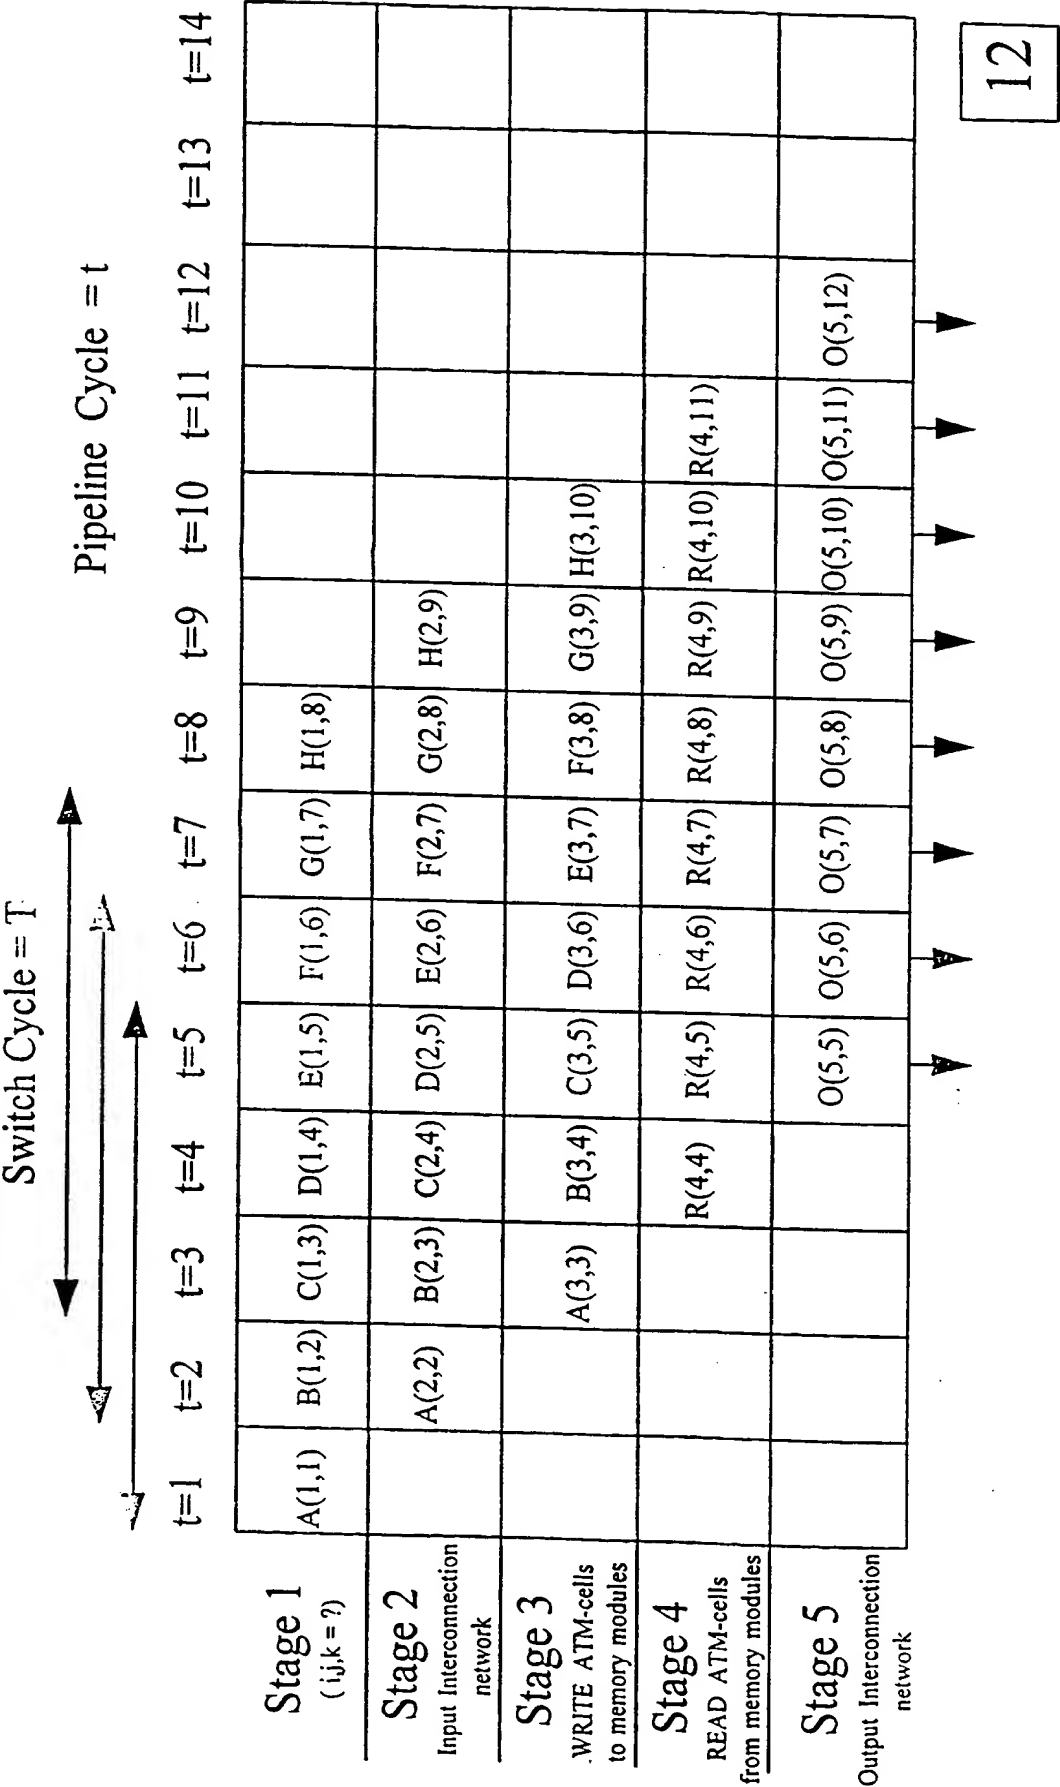 Switch Cycle = T
Pipeline Cycle = t
t=1 t=2 t=3 t=4 t=5 t=6 t=7 t=8 t=9 t=10 t=11 t=12 t=13 t=14
Stage 1
( i,j,k = ?)
A(1,1) B(1,2) C(1,3) D(1,4) E(1,5) F(1,6) G(1,7) H(1,8)
Stage 2
Input Interconnection
network
A(2,2) B(2,3) C(2,4) D(2,5) E(2,6) F(2,7) G(2,8) H(2,9)
Stage 3
WRITE ATM-cells
to memory modules
A(3,3) B(3,4) C(3,5) D(3,6) E(3,7) F(3,8) G(3,9) H(3,10)
Stage 4
READ ATM-cells
from memory modules
R(4,4) R(4,5) R(4,6) R(4,7) R(4,8) R(4,9) R(4,10) R(4,11)
Stage 5
Output Interconnection
network
O(5,5) O(5,6) O(5,7) O(5,8) O(5,9) O(5,10) O(5,11) O(5,12)
12